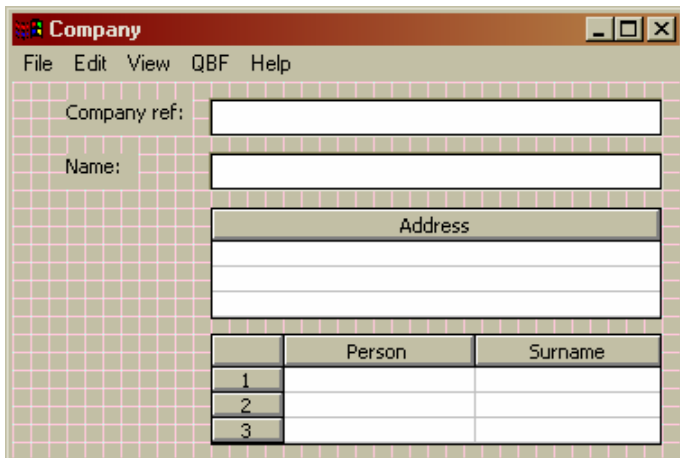 Company
File Edit View QBF Help
Company ref:
Name:
Address
Person Surname
1
2
3